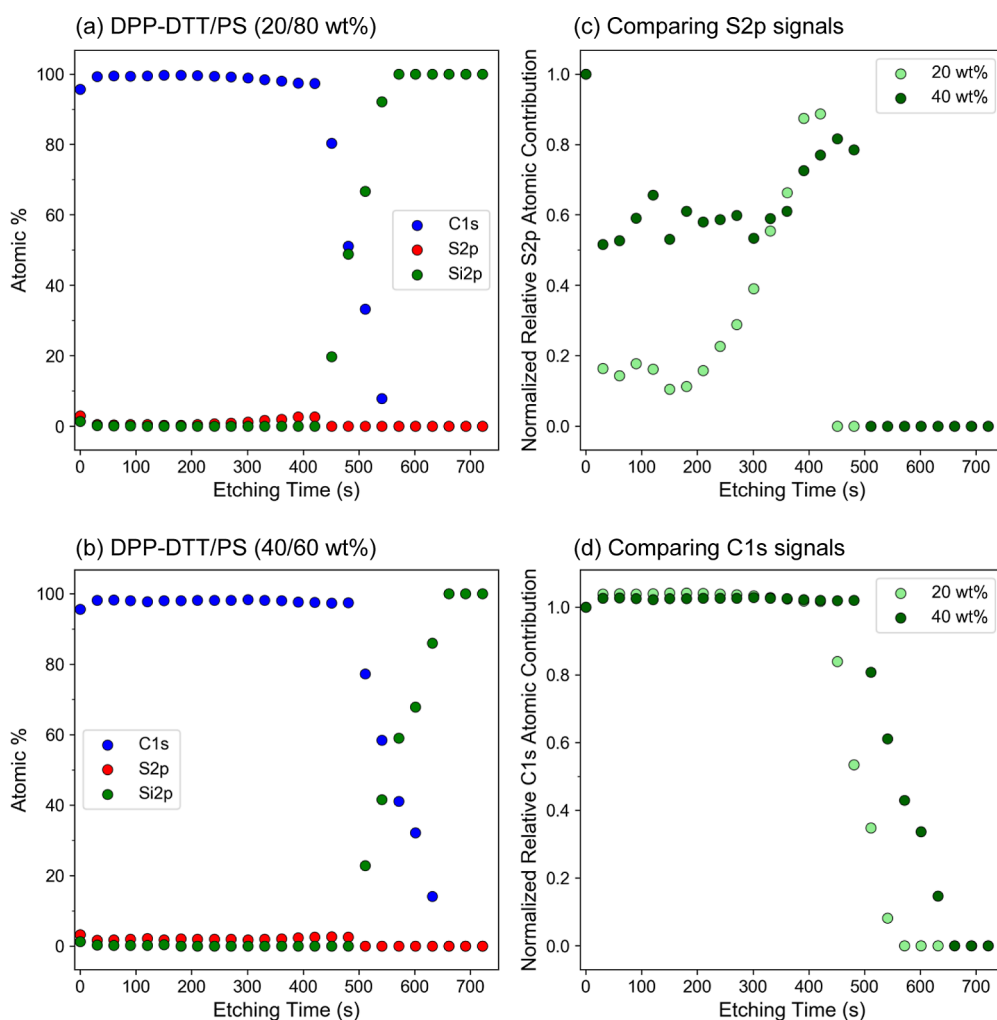 (a) DPP-DTT/PS (20/80 wt%)
100
80
60
40
20
0
Atomic %
C1s
S2p
Si2p
0 100 200 300 400 500 600 700
Etching Time (s)
(c) Comparing S2p signals
1.0
0.8
0.6
0.4
0.2
0.0
Normalized Relative S2p Atomic Contribution
20 wt%
40 wt%
0 100 200 300 400 500 600 700
Etching Time (s)
(b) DPP-DTT/PS (40/60 wt%)
100
80
60
40
20
0
Atomic %
C1s
S2p
Si2p
0 100 200 300 400 500 600 700
Etching Time (s)
(d) Comparing C1s signals
1.0
0.8
0.6
0.4
0.2
0.0
Normalized Relative C1s Atomic Contribution
20 wt%
40 wt%
0 100 200 300 400 500 600 700
Etching Time (s)